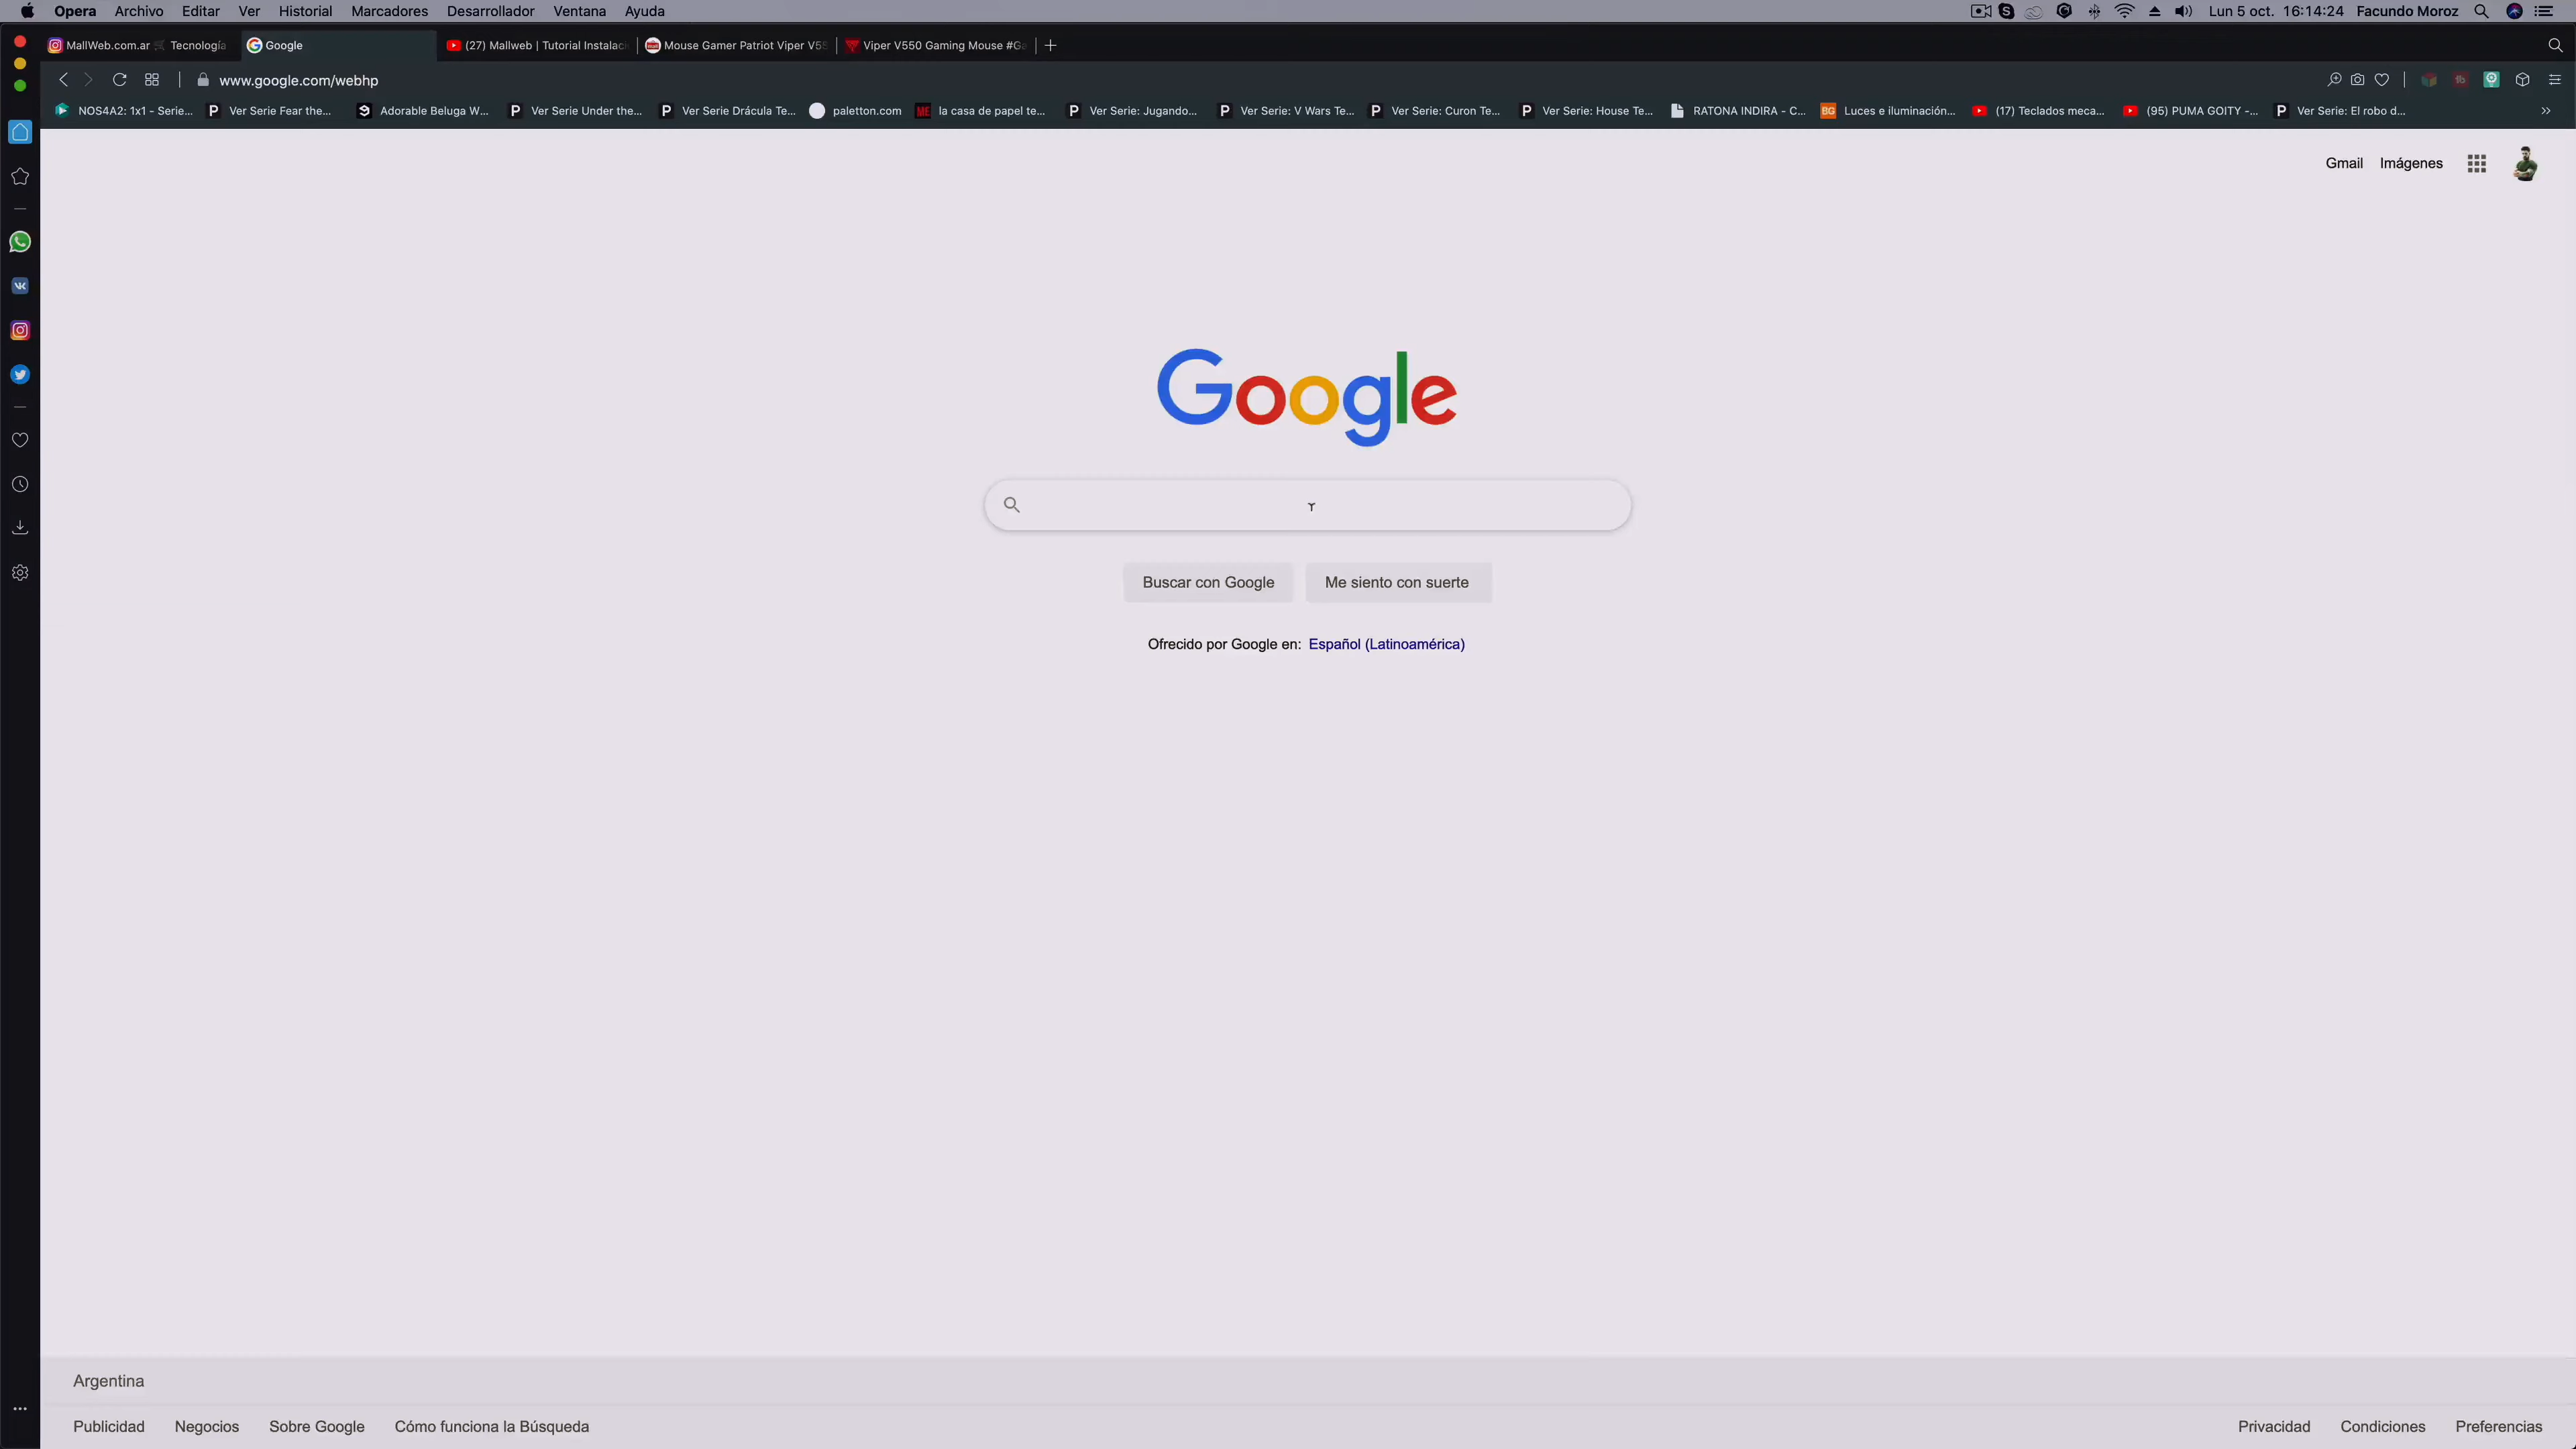 Opera Archivo Editar Ver Historial Marcadores Desarrollador Ventana Ayuda Lun 5 oct. 16:14:24 Facundo Moroz
MallWeb.com.ar 🛒 Tecnología Google (27) Mallweb | Tutorial Instalaci Mouse Gamer Patriot Viper V55 Viper V550 Gaming Mouse #Ga
www.google.com/webhp
NOS4A2: 1x1 - Serie... Ver Serie Fear the... Adorable Beluga W... Ver Serie Under the... Ver Serie Drácula Te... paletton.com la casa de papel te... Ver Serie: Jugando... Ver Serie: V Wars Te... Ver Serie: Curon Te... Ver Serie: House Te... RATONA INDIRA - C... BG Luces e iluminación... (17) Teclados meca... (95) PUMA GOITY -... Ver Serie: El robo d...
Gmail Imágenes
Google
Buscar con Google Me siento con suerte
Ofrecido por Google en: Español (Latinoamérica)
Argentina
Publicidad Negocios Sobre Google Cómo funciona la Búsqueda Privacidad Condiciones Preferencias